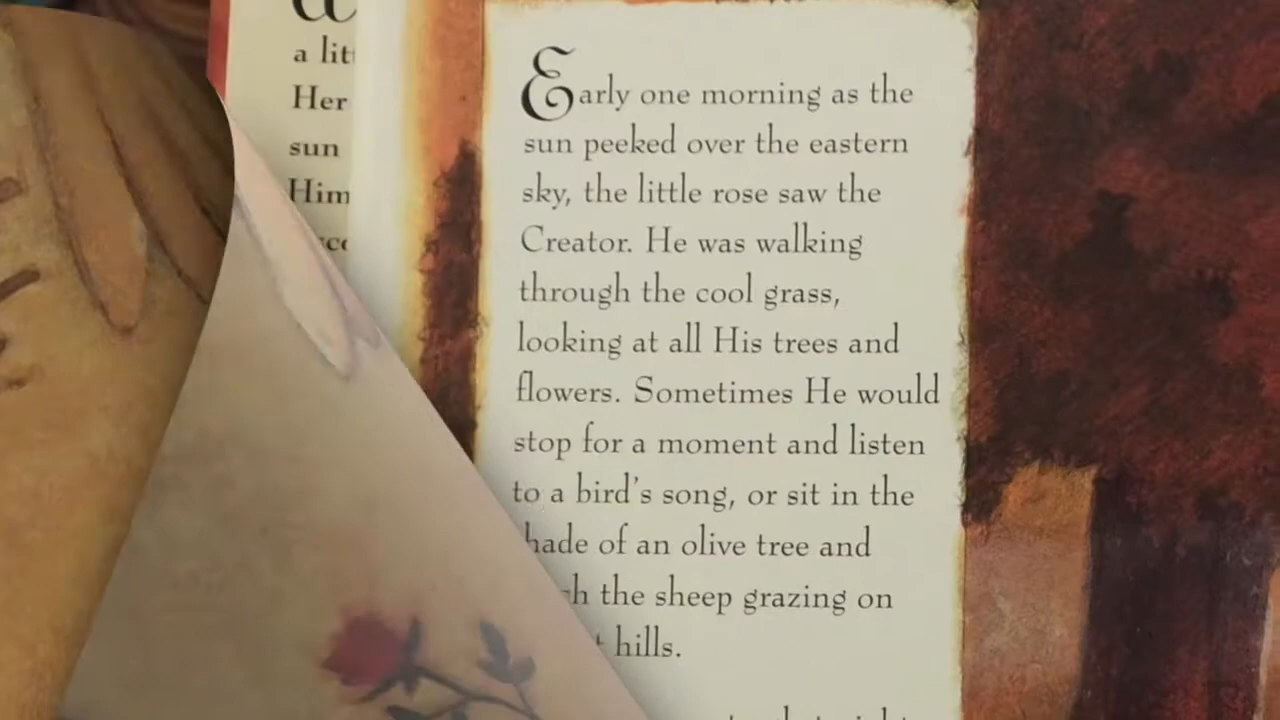 a
Her
sun
Early one morning as the
sun peeked over the eastern
sky, the little rose saw the
Creator. He was walking
through the cool grass,
looking at all His trees and
flowers. Sometimes He would
stop for a moment and listen
to a bird's song, or sit in the
of an olive tree and
the sheep grazing on
hills.